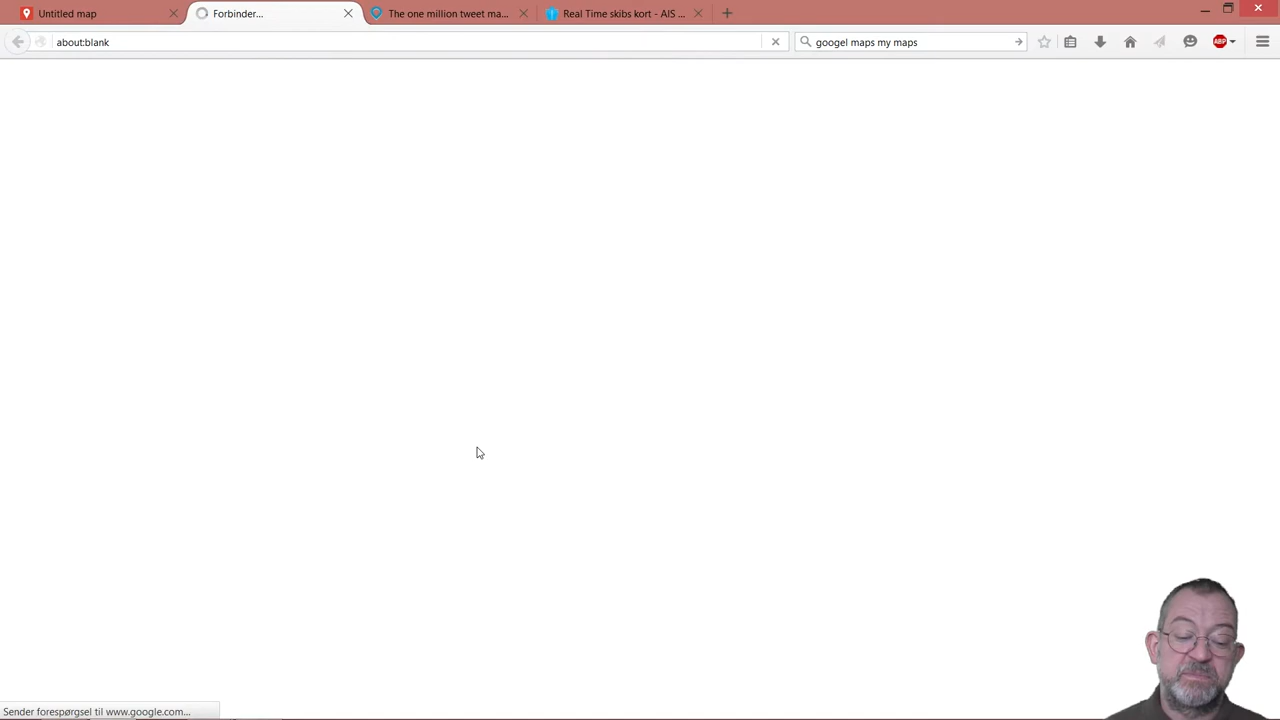 Untitled map
Forbinder...
The one million tweet ma...
Real Time skibs kort - AIS ...
about:blank
googel maps my maps
ABP
Sender forespørgsel til www.google.com...